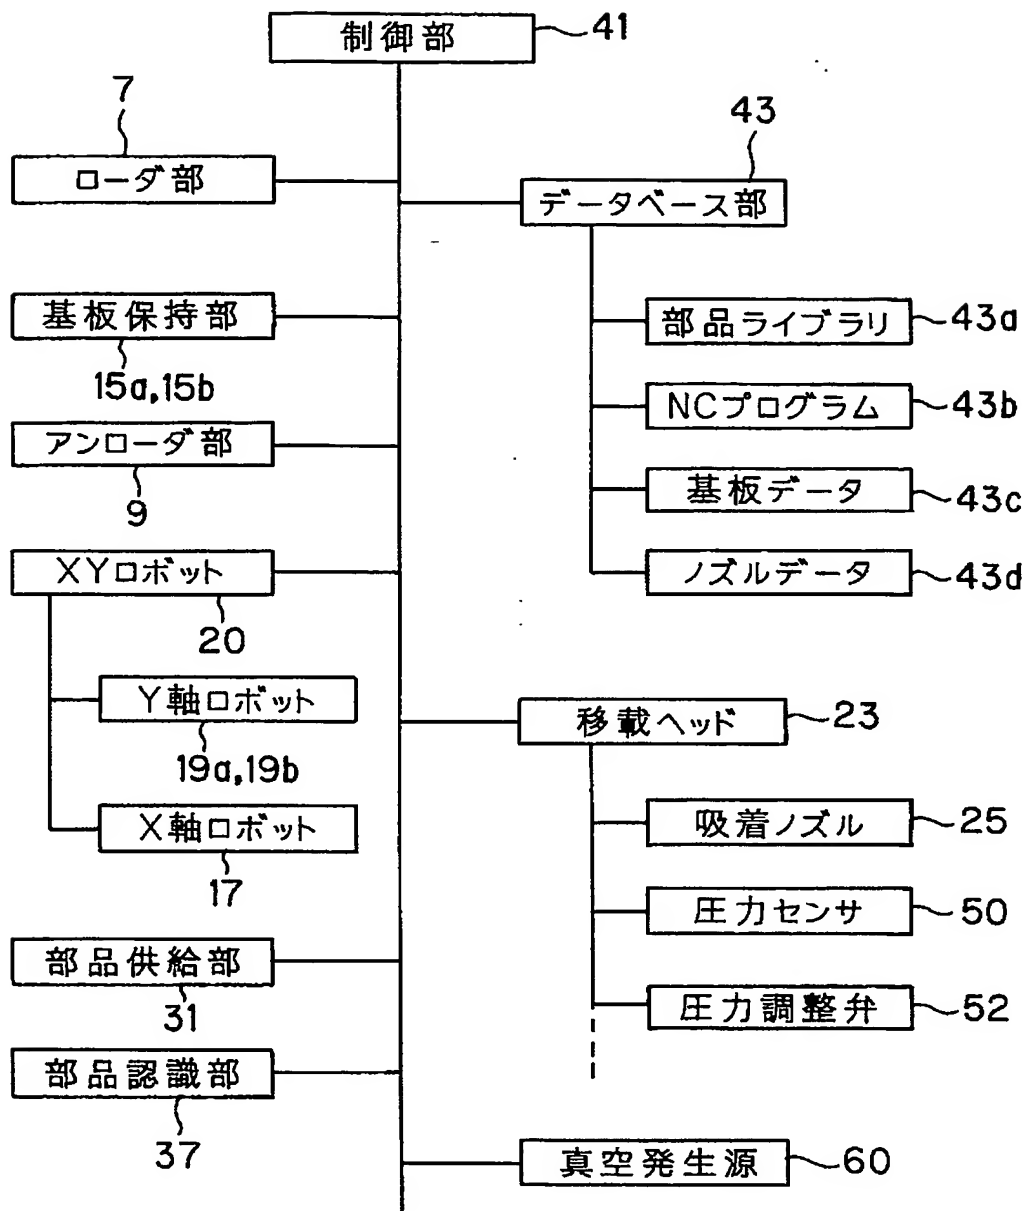 制御部
41
7
ローダ部
43
データベース部
基板保持部
15a,15b
部品ライブラリ
43a
アンローダ部
9
NCプログラム
43b
基板データ
43c
XYロボット
20
ノズルデータ
43d
Y軸ロボット
19a,19b
移載ヘッド
23
X軸ロボット
17
吸着ノズル
25
圧力センサ
50
部品供給部
31
圧力調整弁
52
部品認識部
37
真空発生源
60